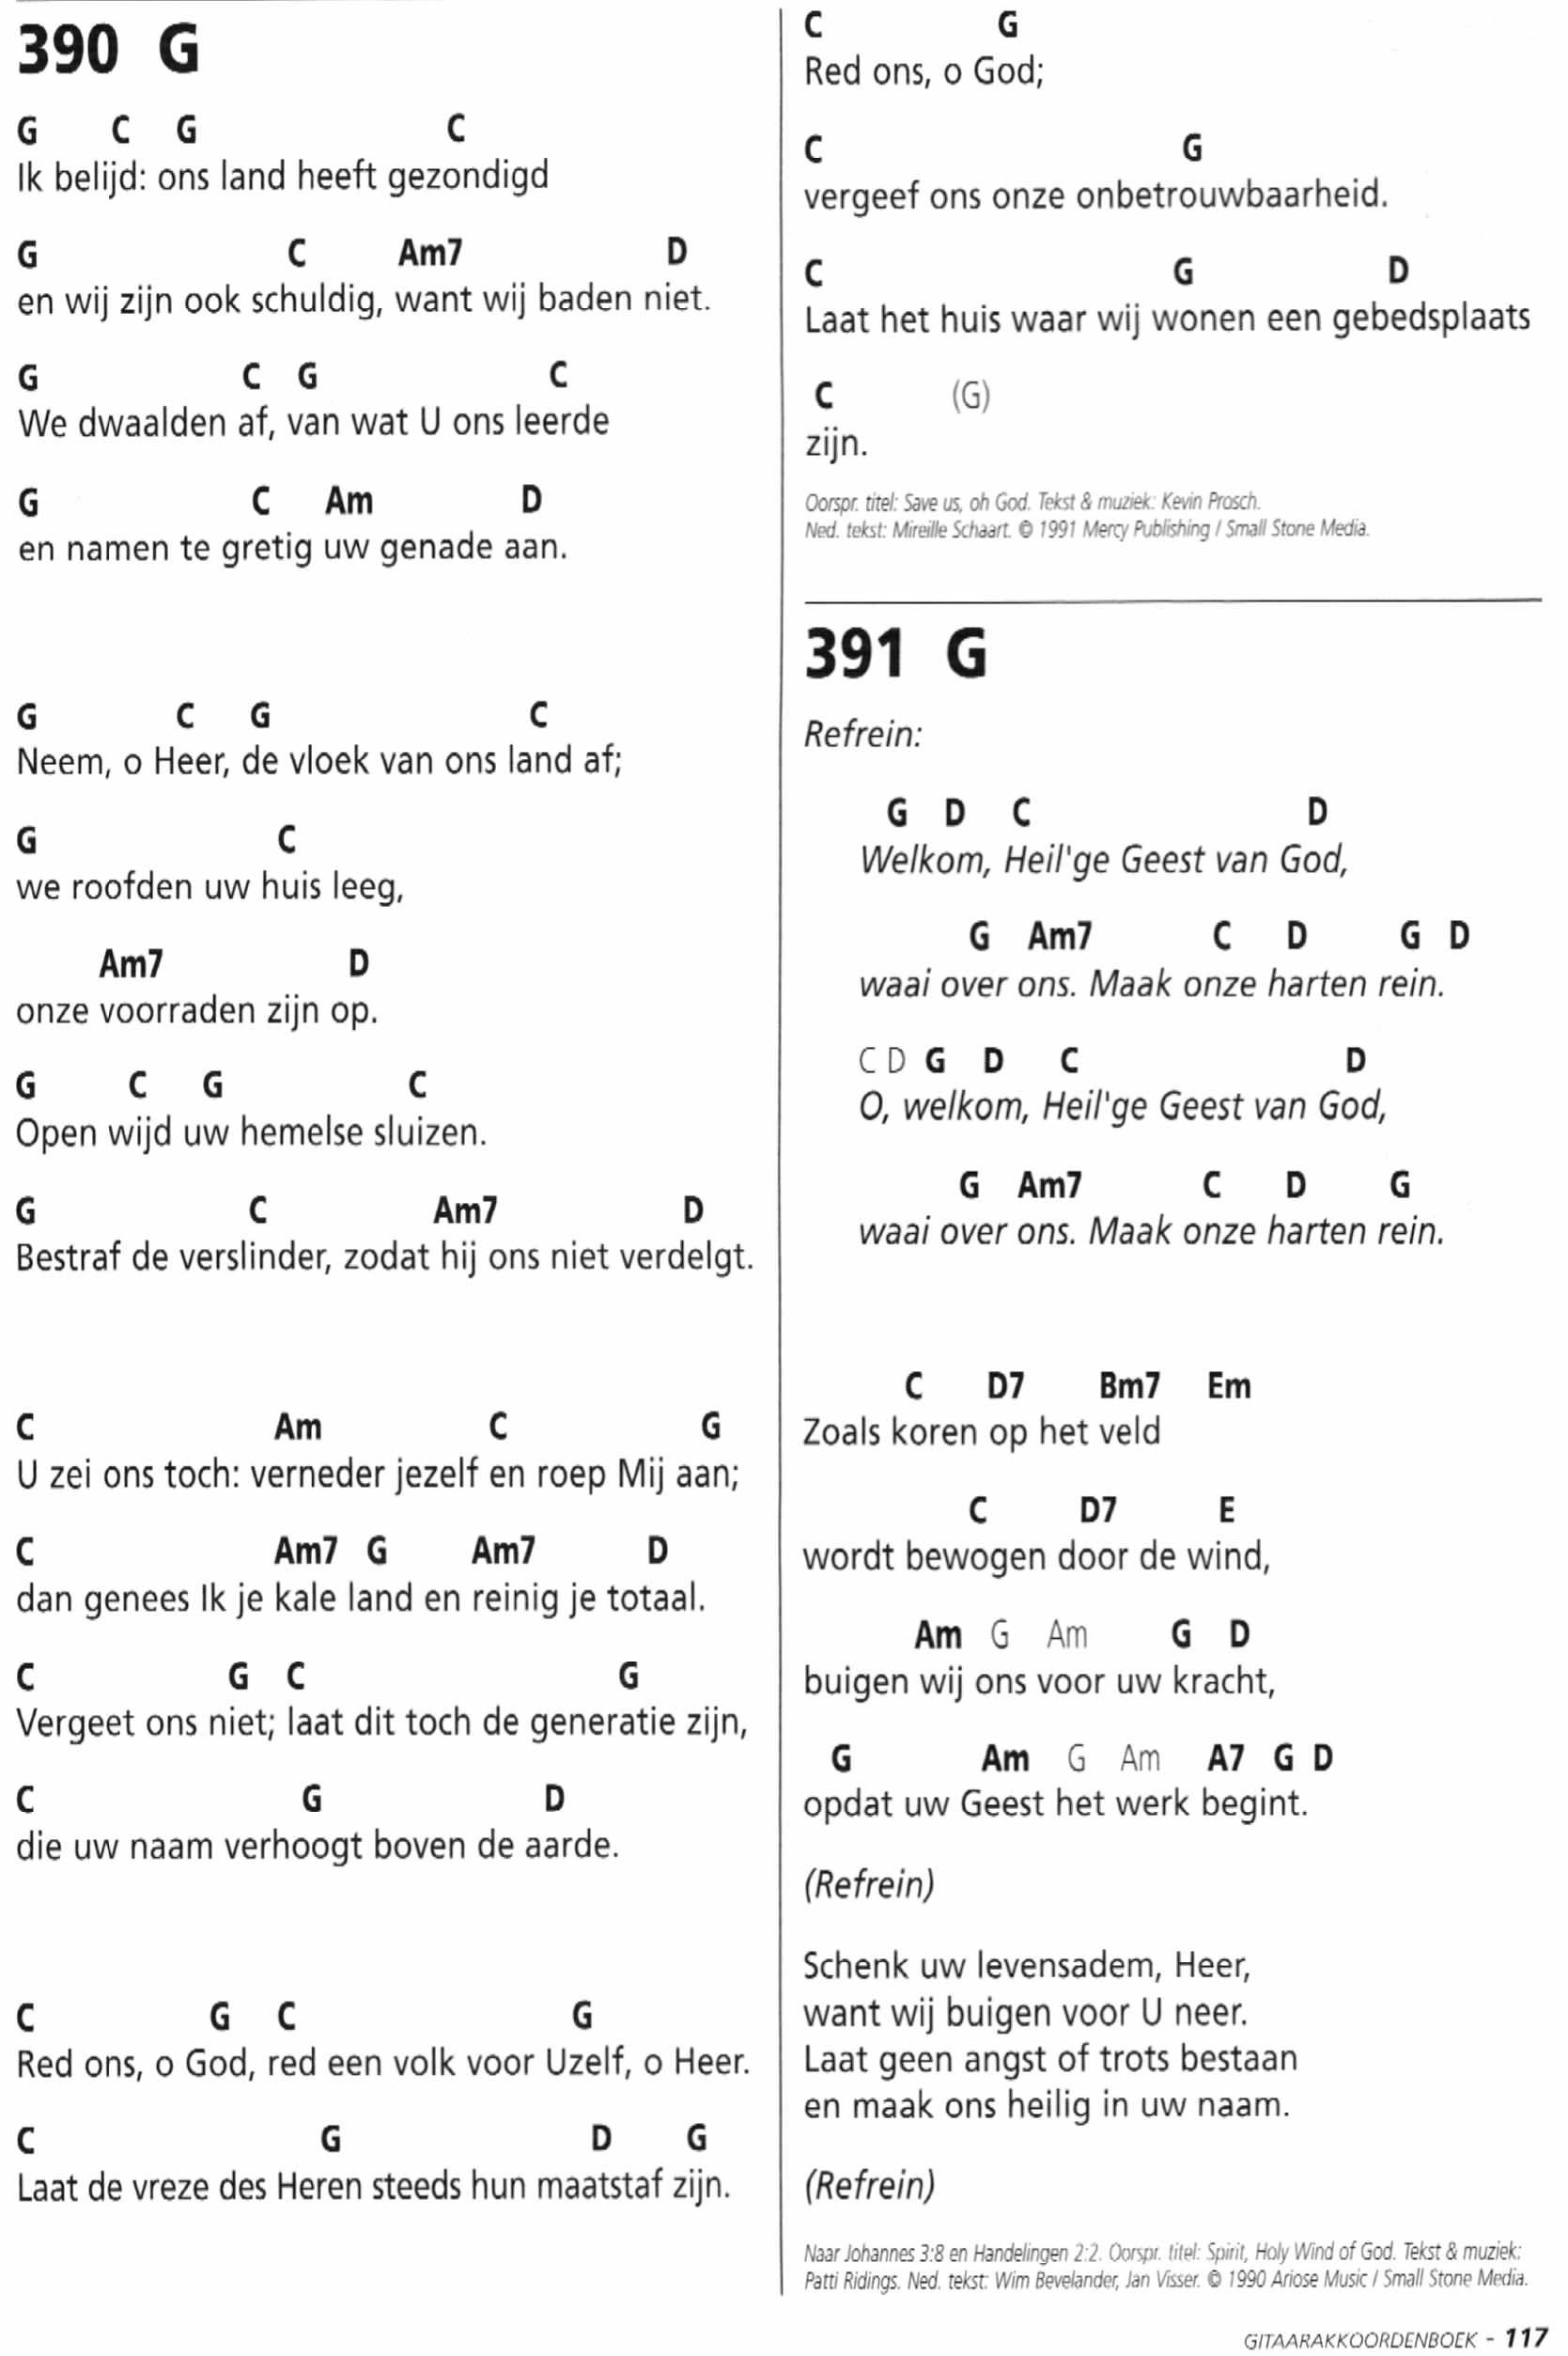 390 G
G C G C
Ik belijd: ons land heeft gezondigd
G C Am7 D
en wij zijn ook schuldig, want wij baden niet.
G C G C
We dwaalden af, van wat U ons leerde
G C Am D
en namen te gretig uw genade aan.
G C G C
Neem, o Heer, de vloek van ons land af;
G C
we roofden uw huis leeg,
Am7 D
onze voorraden zijn op.
G C G C
Open wijd uw hemelse sluizen.
G C Am7 D
Bestraf de verslinder, zodat hij ons niet verdelgt.
C Am C G
U zei ons toch: verneder jezelf en roep Mij aan;
C Am7 G Am7 D
dan genees Ik je kale land en reinig je totaal.
C G C G
Vergeet ons niet; laat dit toch de generatie zijn,
C G D
die uw naam verhoogt boven de aarde.
C G C G
Red ons, o God, red een volk voor Uzelf, o Heer.
C G D G
Laat de vreze des Heren steeds hun maatstaf zijn.
C G
Red ons, o God;
C G
vergeef ons onze onbetrouwbaarheid.
C G D
Laat het huis waar wij wonen een gebedsplaats
C (G)
zijn.
Oorspr. titel: Save us, oh God. Tekst & muziek: Kevin Prosch.
Ned. tekst: Mireille Schaart. © 1991 Mercy Publishing / Small Stone Media.
391 G
Refrein:
G D C D
Welkom, Heil'ge Geest van God,
G Am7 C D G D
waai over ons. Maak onze harten rein.
C D G D C D
O, welkom, Heil'ge Geest van God,
G Am7 C D G
waai over ons. Maak onze harten rein.
C D7 Bm7 Em
Zoals koren op het veld
C D7 E
wordt bewogen door de wind,
Am G Am G D
buigen wij ons voor uw kracht,
G Am G Am A7 G D
opdat uw Geest het werk begint.
(Refrein)
Schenk uw levensadem, Heer,
want wij buigen voor U neer.
Laat geen angst of trots bestaan
en maak ons heilig in uw naam.
(Refrein)
Naar Johannes 3:8 en Handelingen 2:2. Oorspr. titel: Spirit, Holy Wind of God. Tekst & muziek:
Patti Ridings. Ned. tekst: Wim Bevelander, Jan Visser. © 1990 Ariose Music / Small Stone Media.
GITAARAKKOORDENBOEK - 117